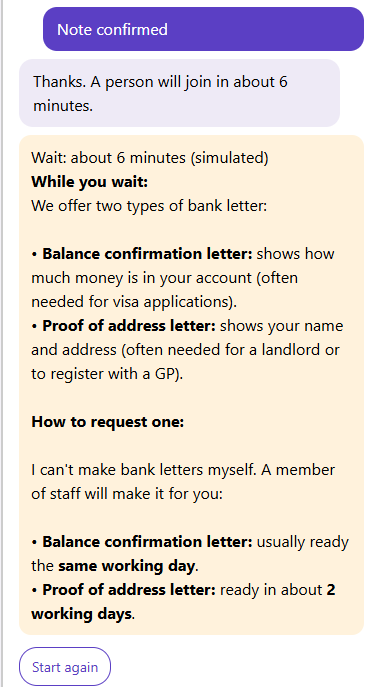 Note confirmed
Thanks. A person will join in about 6
minutes.
Wait: about 6 minutes (simulated)
While you wait:
We offer two types of bank letter:
• Balance confirmation letter: shows how
much money is in your account (often
needed for visa applications).
• Proof of address letter: shows your name
and address (often needed for a landlord or
to register with a GP).
How to request one:
I can't make bank letters myself. A member
of staff will make it for you:
• Balance confirmation letter: usually ready
the same working day.
• Proof of address letter: ready in about 2
working days.
Start again